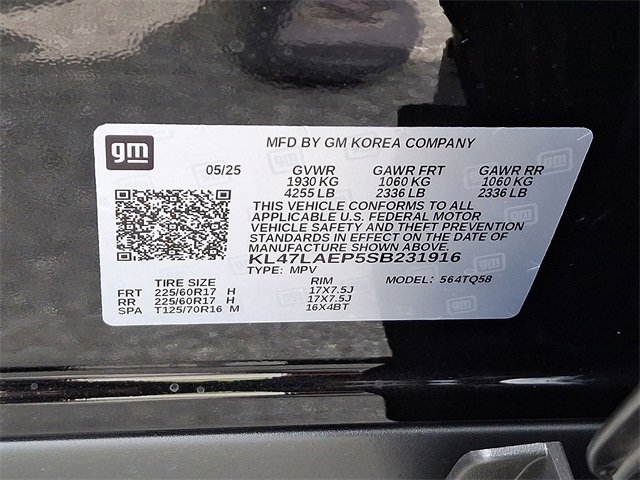 gm
MFD BY GM KOREA COMPANY
05/25 GVWR GAWR FRT GAWR RR
1930 KG 1060 KG 1060 KG
4255 LB 2336 LB 2336 LB
THIS VEHICLE CONFORMS TO ALL
APPLICABLE U.S. FEDERAL MOTOR
VEHICLE SAFETY AND THEFT PREVENTION
STANDARDS IN EFFECT ON THE DATE OF
MANUFACTURE SHOWN ABOVE.
KL47LAEP5SB231916
TYPE: MPV MODEL: 564TQ58
TIRE SIZE RIM
FRT 225/60R17 H 17X7.5J
RR 225/60R17 H 17X7.5J
SPA T125/70R16 M 16X4BT